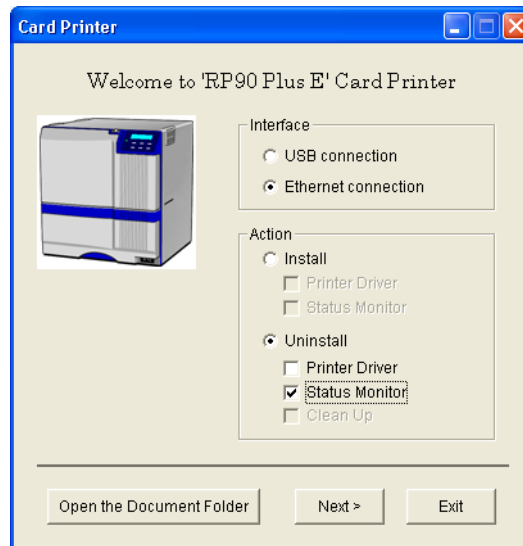 Card Printer
Welcome to 'RP90 Plus E' Card Printer
Interface
USB connection
Ethernet connection
Action
Install
Printer Driver
Status Monitor
Uninstall
Printer Driver
Status Monitor
Clean Up
Open the Document Folder
Next >
Exit